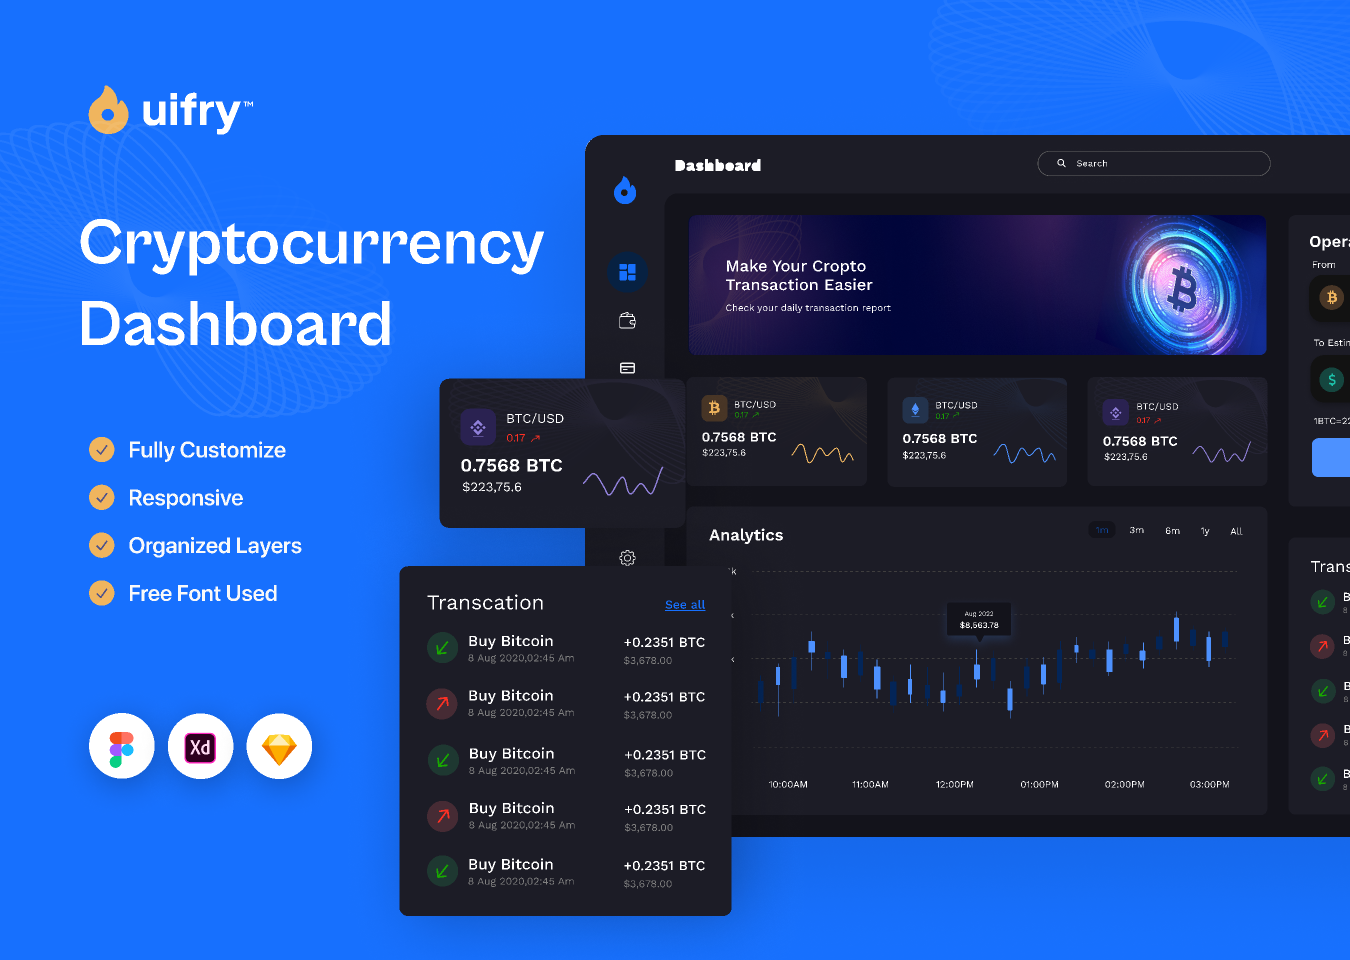 uifry™
Cryptocurrency
Dashboard
Fully Customize
Responsive
Organized Layers
Free Font Used
Xd
Dashboard
Search
Make Your Cropto
Transaction Easier
Check your daily transaction report
BTC/USD
0.17
0.7568 BTC
$223,75.6
BTC/USD
0.17
0.7568 BTC
$223,75.6
BTC/USD
0.17
0.7568 BTC
$223,75.6
BTC/USD
0.17
0.7568 BTC
$223,75.6
Analytics
1m 3m 6m 1y All
k
k
k
Aug 2022
$8,563.78
10:00AM 11:00AM 12:00PM 01:00PM 02:00PM 03:00PM
Transcation
See all
Buy Bitcoin +0.2351 BTC
8 Aug 2020,02:45 Am $3,678.00
Buy Bitcoin +0.2351 BTC
8 Aug 2020,02:45 Am $3,678.00
Buy Bitcoin +0.2351 BTC
8 Aug 2020,02:45 Am $3,678.00
Buy Bitcoin +0.2351 BTC
8 Aug 2020,02:45 Am $3,678.00
Buy Bitcoin +0.2351 BTC
8 Aug 2020,02:45 Am $3,678.00
Opera
From
To Estin
1BTC=22
Trans
B
8
B
8
B
8
B
8
B
8